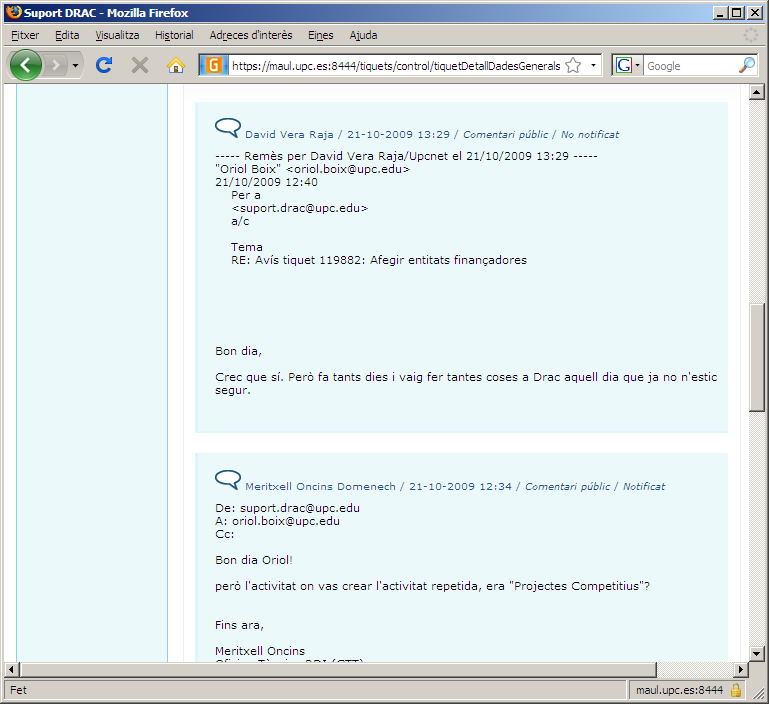 Suport DRAC - Mozilla Firefox
Fitxer Edita Visualitza Historial Adreces d'interès Eines Ajuda
https://maul.upc.es:8444/tiquets/control/tiquetDetallDadesGenerals
G Google
David Vera Raja / 21-10-2009 13:29 / Comentari públic / No notificat
----- Remès per David Vera Raja/Upcnet el 21/10/2009 13:29 -----
"Oriol Boix" <oriol.boix@upc.edu>
21/10/2009 12:40
Per a
<suport.drac@upc.edu>
a/c
Tema
RE: Avís tiquet 119882: Afegir entitats finançadores
Bon dia,
Crec que sí. Però fa tants dies i vaig fer tantes coses a Drac aquell dia que ja no n'estic
segur.
Meritxell Oncins Domenech / 21-10-2009 12:34 / Comentari públic / Notificat
De: suport.drac@upc.edu
A: oriol.boix@upc.edu
Cc:
Bon dia Oriol!
però l'activitat on vas crear l'activitat repetida, era "Projectes Competitius"?
Fins ara,
Meritxell Oncins
Fet maul.upc.es:8444